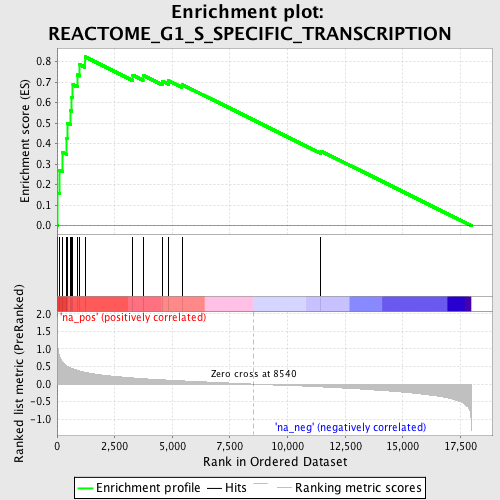 Enrichment plot:
REACTOME_G1_S_SPECIFIC_TRANSCRIPTION
Enrichment score (ES)
0.8
0.7
0.6
0.5
0.4
0.3
0.2
0.1
0.0
'na_pos' (positively correlated)
Ranked list metric (PreRanked)
2.0
1.5
1.0
0.5
0.0
-0.5
-1.0
Zero cross at 8540
'na_neg' (negatively correlated)
0
2,500
5,000
7,500
10,000
12,500
15,000
17,500
Rank in Ordered Dataset
Enrichment profile
Hits
Ranking metric scores